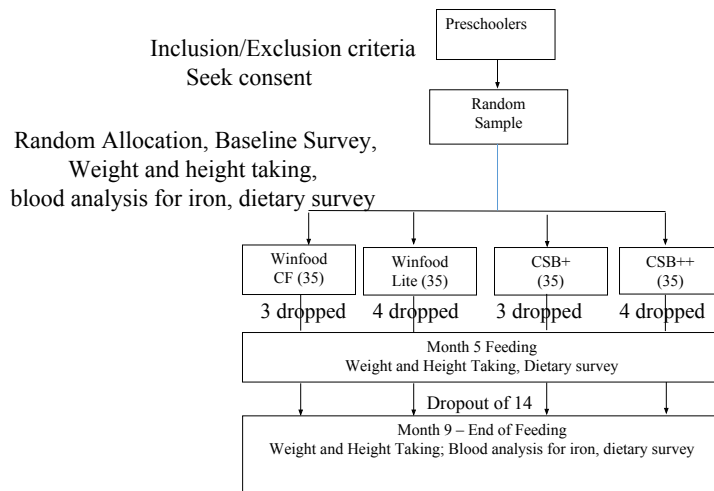 Preschoolers
Inclusion/Exclusion criteria
Seek consent
Random
Sample
Random Allocation, Baseline Survey,
Weight and height taking,
blood analysis for iron, dietary survey
Winfood
CF (35)
Winfood
Lite (35)
CSB+
(35)
CSB++
(35)
3 dropped
4 dropped
3 dropped
4 dropped
Month 5 Feeding
Weight and Height Taking, Dietary survey
Dropout of 14
Month 9 – End of Feeding
Weight and Height Taking; Blood analysis for iron, dietary survey